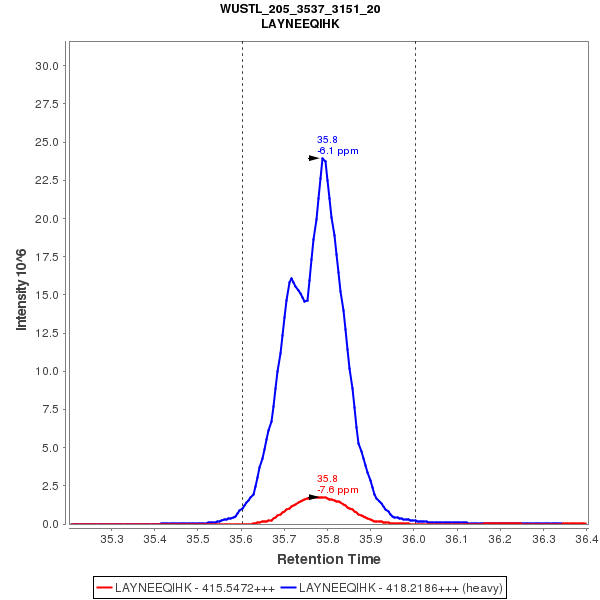 WUSTL_205_3537_3151_20
LAYNEEQIHK
Intensity 10^6
30.0
27.5
25.0
22.5
20.0
17.5
15.0
12.5
10.0
7.5
5.0
2.5
0.0
35.8
-6.1 ppm
35.8
-7.6 ppm
35.3 35.4 35.5 35.6 35.7 35.8 35.9 36.0 36.1 36.2 36.3 36.4
Retention Time
LAYNEEQIHK - 415.5472+++ LAYNEEQIHK - 418.2186+++ (heavy)